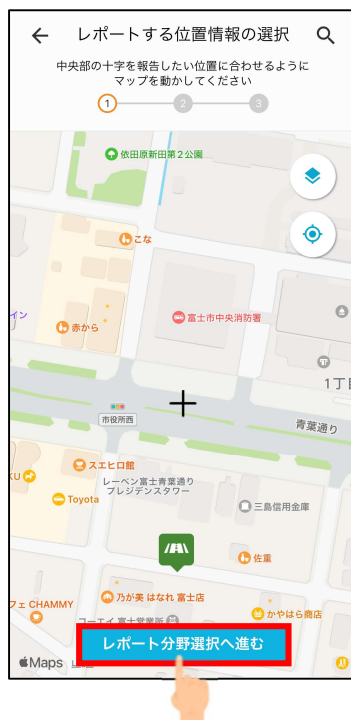 レポートする位置情報の選択
中央部の十字を報告したい位置に合わせるように
マップを動かしてください
1 2 3
依田原新田第2公園
こな
イン
赤から
富士市中央消防署
1丁目
市役所西
青葉通り
スエヒロ館
KU
レーベン富士青葉通り
プレジデンスタワー
Toyota
三島信用金庫
佐重
乃が美 はなれ 富士店
フェ CHAMMY
かやはら商店
コーエイ 富士営業所
レポート分野選択へ進む
Maps